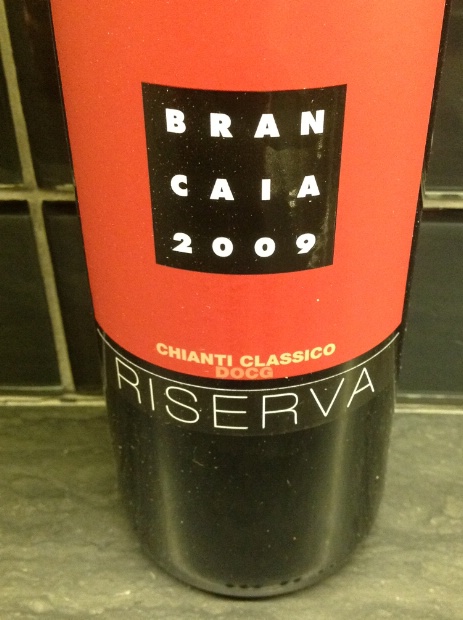 BRAN
CAIA
2009
CHIANTI CLASSICO
DOCG
RISERVA